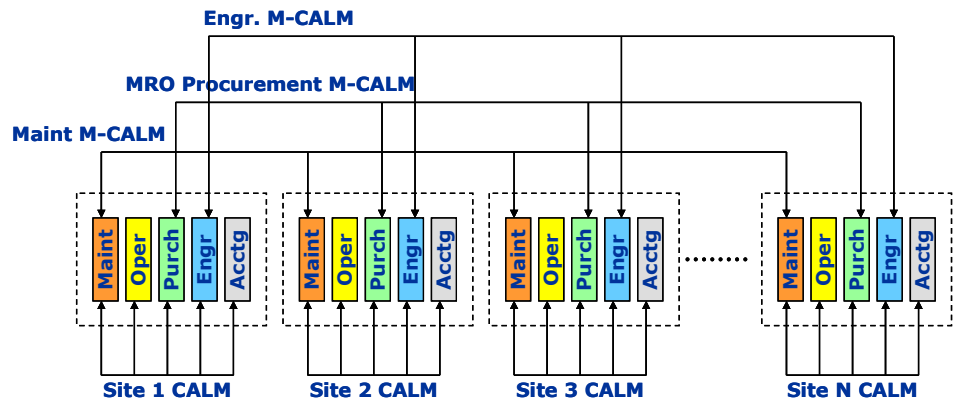 Engr. M-CALM
MRO Procurement M-CALM
Maint M-CALM
Maint
Oper
Purch
Engr
Acctg
Maint
Oper
Purch
Engr
Acctg
Maint
Oper
Purch
Engr
Acctg
Maint
Oper
Purch
Engr
Acctg
Site 1 CALM
Site 2 CALM
Site 3 CALM
Site N CALM